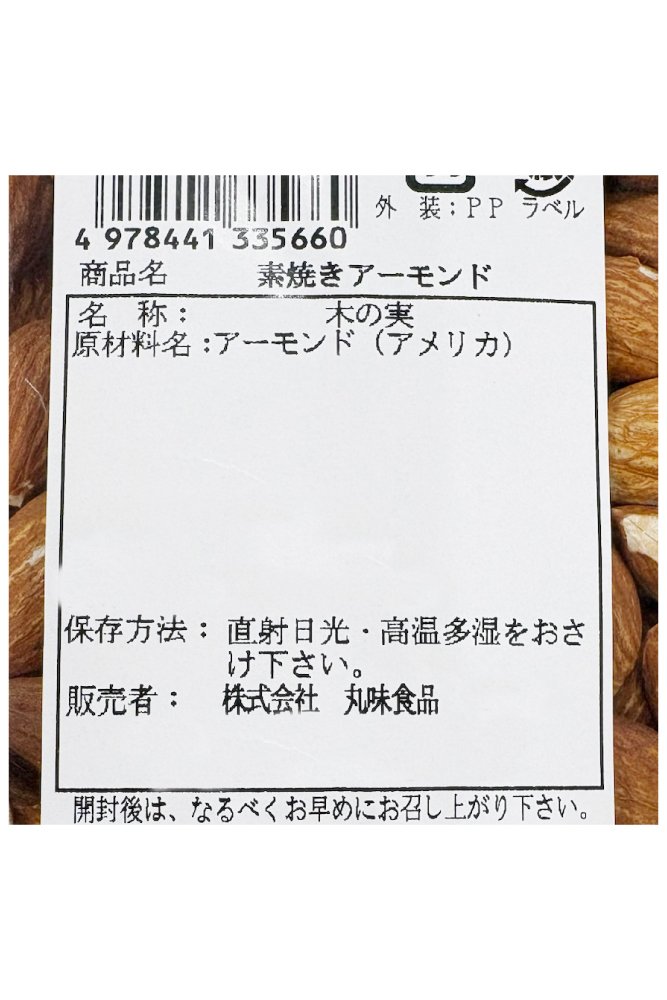 外 装：PP ラベル
4 978441 335660
商品名 素焼きアーモンド
名 称： 木の実
原材料名：アーモンド（アメリカ）
保存方法： 直射日光・高温多湿をおさ
け下さい。
販売者： 株式会社 丸味食品
開封後は、なるべくお早めにお召し上がり下さい。